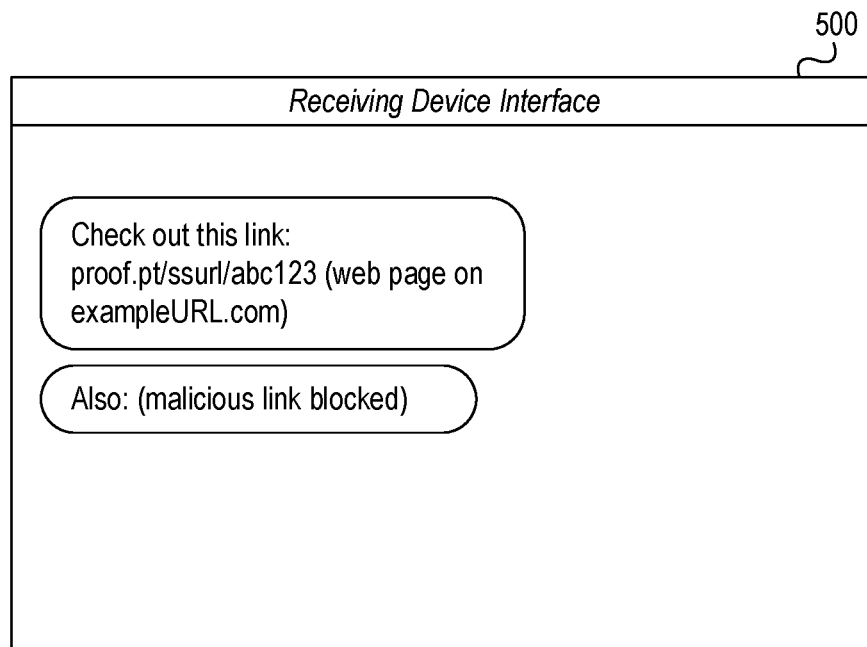 500
Receiving Device Interface
Check out this link:
proof.pt/ssurl/abc123 (web page on
exampleURL.com)
Also: (malicious link blocked)